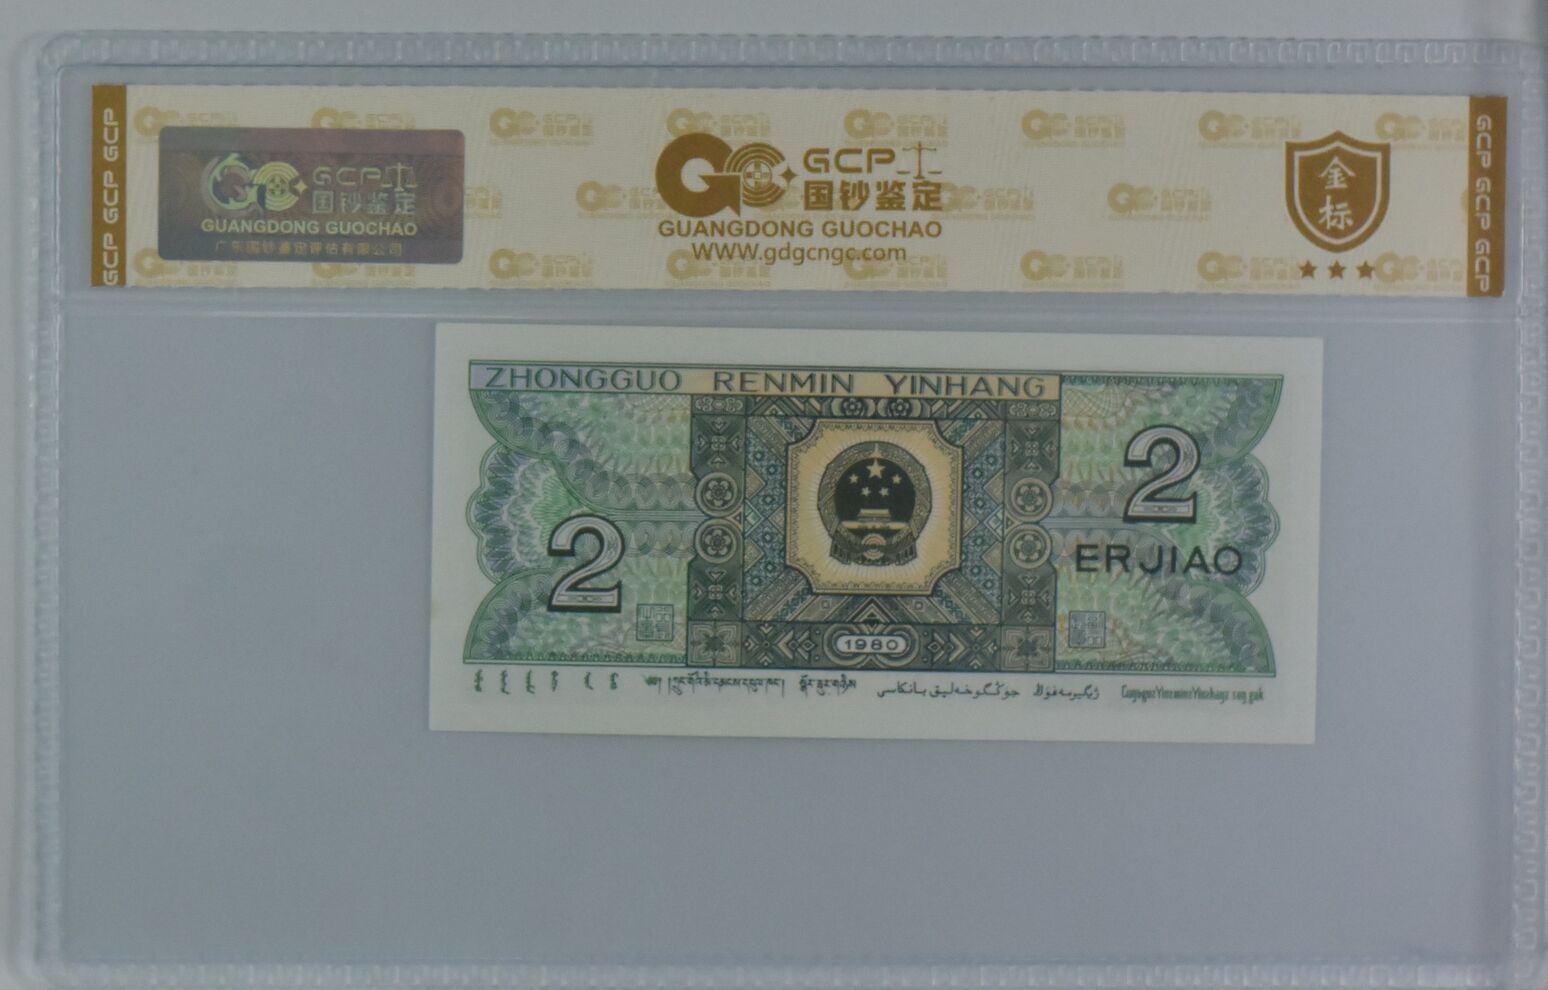 GCP GCP GCP
GCP
国钞鉴定
GUANGDONG GUOCHAO
广东国钞鉴定评估有限公司
GCP
国钞鉴定
GUANGDONG GUOCHAO
WWW.gdgcngc.com
金标
GCP GCP GCP
ZHONGGUO RENMIN YINHANG
2
ER JIAO
2
1980